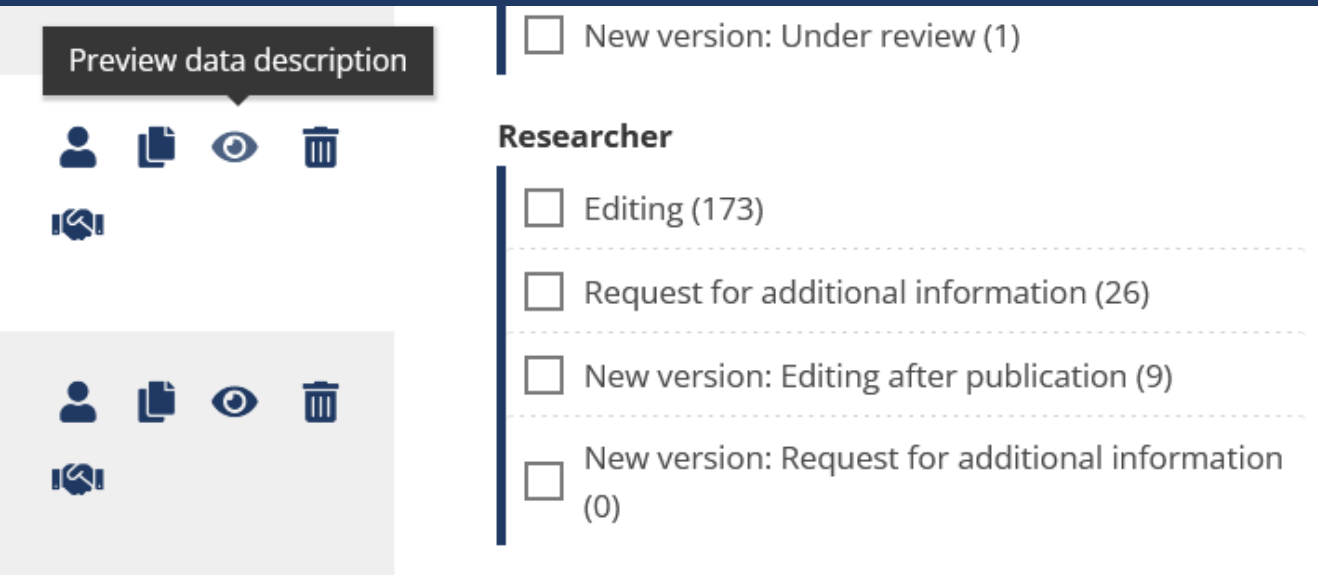 Preview data description
New version: Under review (1)
Researcher
Editing (173)
Request for additional information (26)
New version: Editing after publication (9)
New version: Request for additional information
(0)